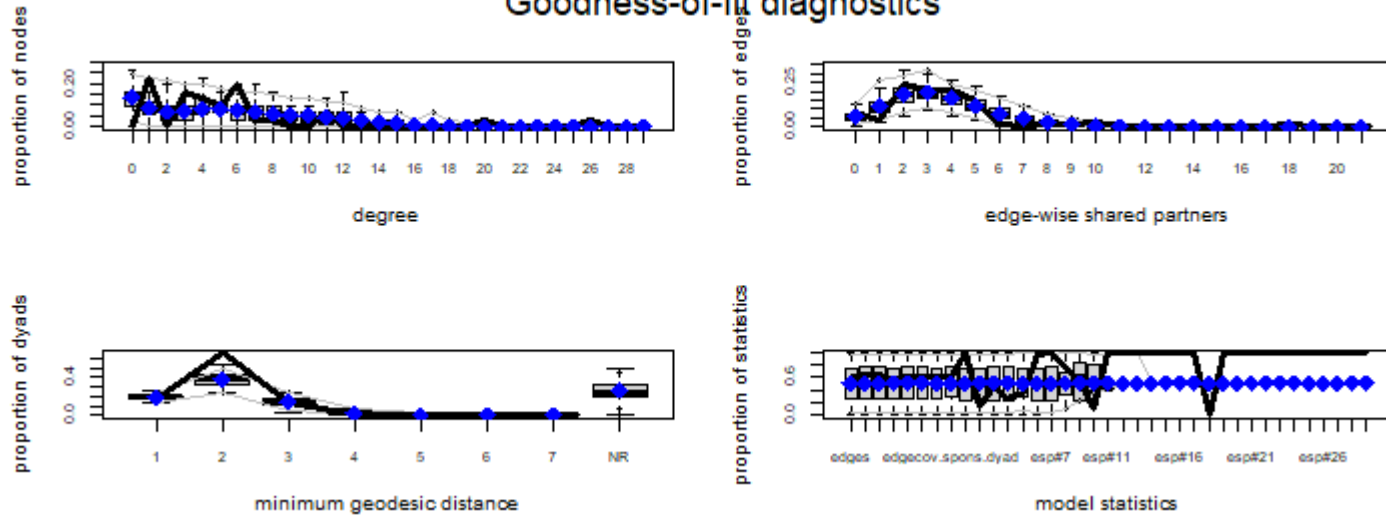 Goodness-of-fit diagnostics
proportion of nodes
0.20
0.00
0 2 4 6 8 10 12 14 16 18 20 22 24 26 28
degree
proportion of edges
0.25
0.00
0 1 2 3 4 5 6 7 8 9 10 12 14 16 18 20
edge-wise shared partners
proportion of dyads
0.4
0.0
1 2 3 4 5 6 7 NR
minimum geodesic distance
proportion of statistics
0.6
0.0
edges edgecov.spons.dyad esp#7 esp#11 esp#16 esp#21 esp#26
model statistics